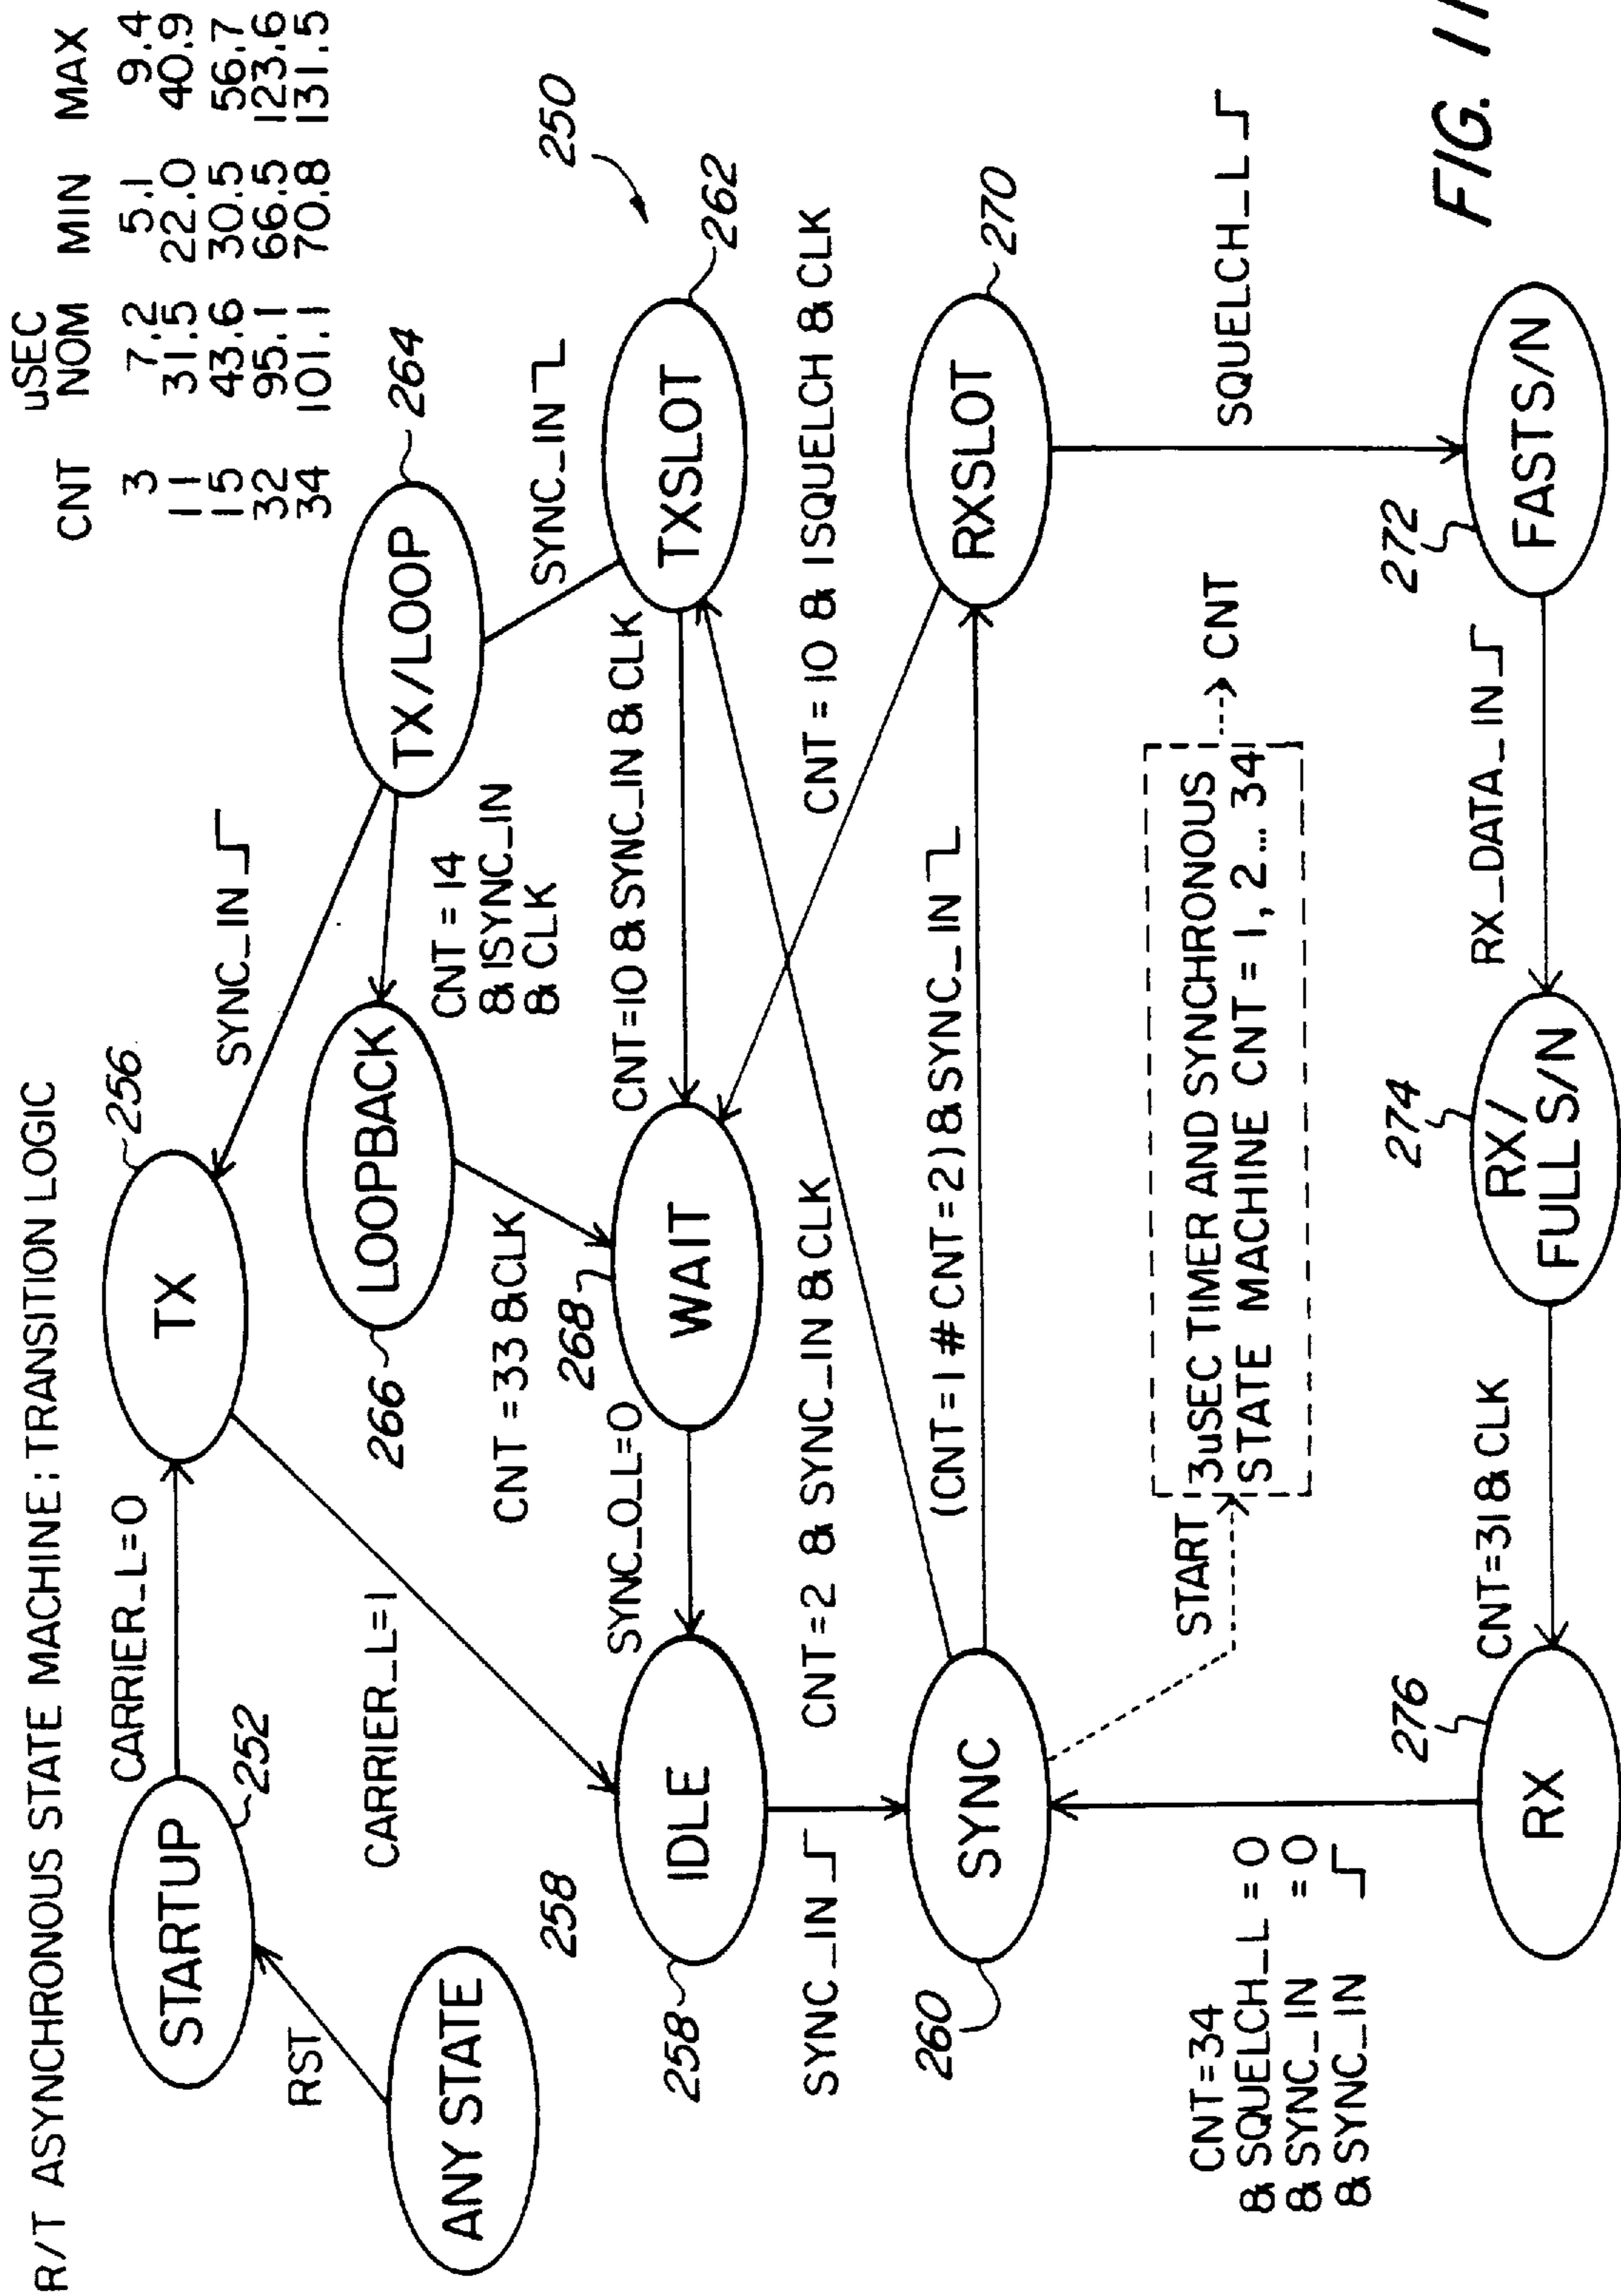 R/T ASYNCHRONOUS STATE MACHINE: TRANSITION LOGIC
uSEC
CNT NOM MIN MAX
3 7.2 5.1 9.4
11 31.5 22.0 40.9
15 43.6 30.5 56.7
32 95.1 66.5 123.6
34 101.1 70.8 131.5
STARTUP
252
CARRIER_L=0
TX
256
SYNC_IN
TX/LOOP
264
RST
ANY STATE
CARRIER_L=1
LOOPBACK
266
CNT = 14
& ISYNC_IN
& CLK
SYNC_IN
250
CNT = 33 & CLK
258
258
IDLE
SYNC_O_L=0
268
WAIT
CNT=10 & SYNC_IN & CLK
TXSLOT
262
SYNC_IN
CNT=2 & SYNC_IN & CLK
CNT = 10 & ISQUELCH & CLK
260
SYNC
(CNT=1 # CNT=2) & SYNC_IN
RXSLOT
270
START
3uSEC TIMER AND SYNCHRONOUS
STATE MACHINE CNT = 1, 2... 34
CNT
SQUELCH_L
CNT=34
& SQUELCH_L = 0
& SYNC_IN = 0
& SYNC_IN
276
RX
CNT=31 & CLK
274
RX/
FULL S/N
RX_DATA_IN
272
FASTS/N
FIG. 11